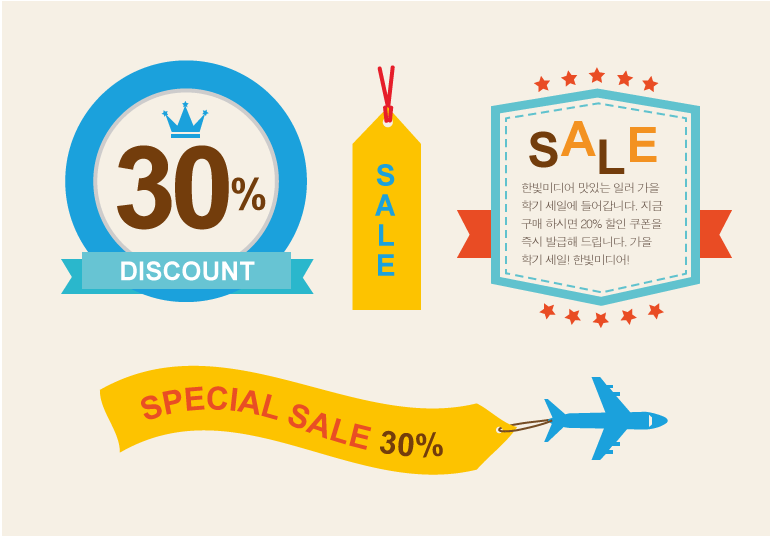 30%
DISCOUNT
SALE
SALE
한빛미디어 맛있는 일러 가을
학기 세일에 들어갑니다. 지금
구매 하시면 20% 할인 쿠폰을
즉시 발급해 드립니다. 가을
학기 세일! 한빛미디어!
SPECIAL SALE 30%